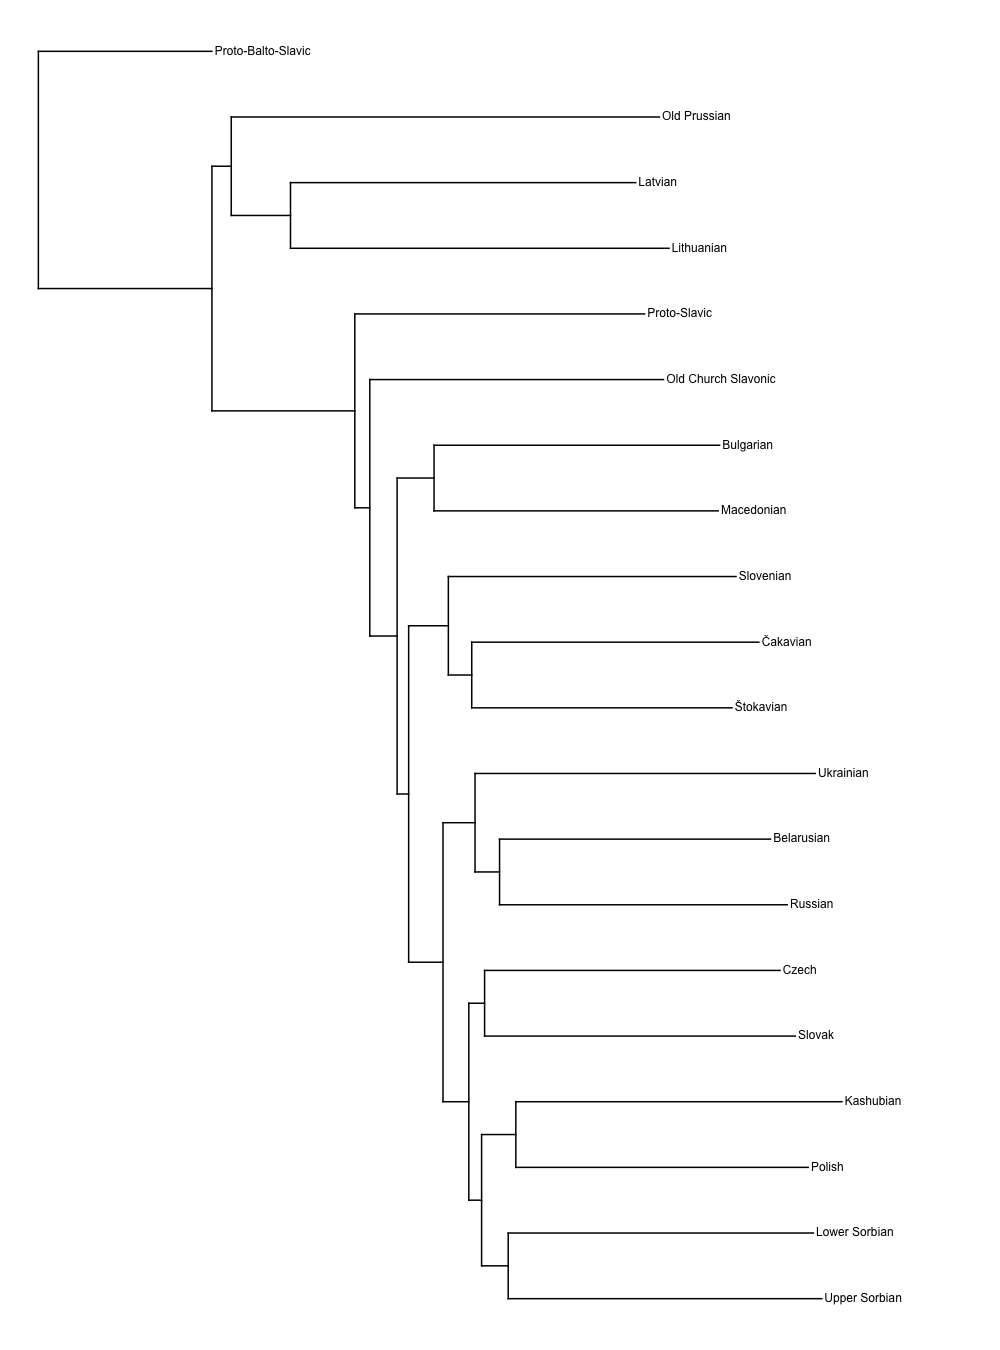 Proto-Balto-Slavic
Old Prussian
Latvian
Lithuanian
Proto-Slavic
Old Church Slavonic
Bulgarian
Macedonian
Slovenian
Čakavian
Štokavian
Ukrainian
Belarusian
Russian
Czech
Slovak
Kashubian
Polish
Lower Sorbian
Upper Sorbian